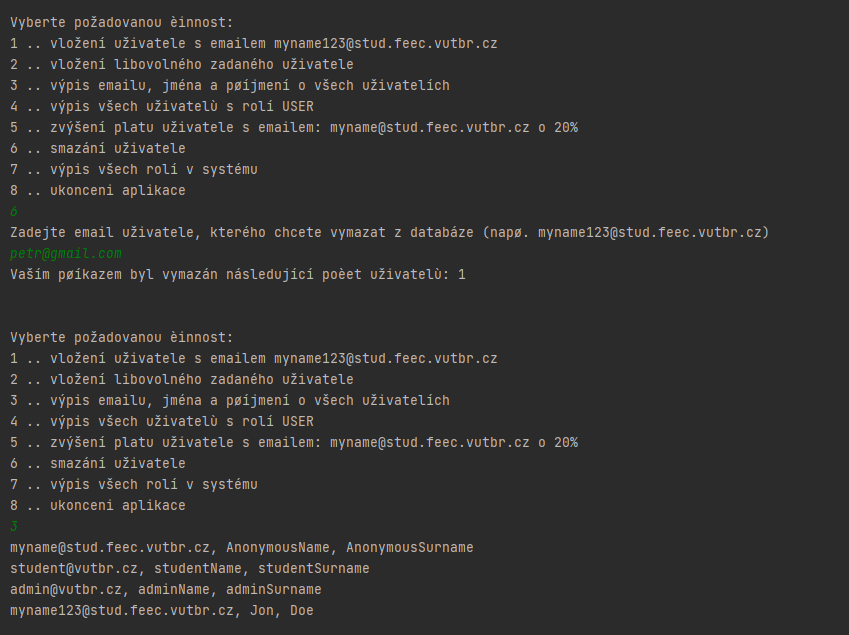 Vyberte požadovanou èinnost:
1 .. vložení uživatele s emailem myname123@stud.feec.vutbr.cz
2 .. vložení libovolného zadaného uživatele
3 .. výpis emailu, jména a pøíjmení o všech uživatelích
4 .. výpis všech uživatelù s rolí USER
5 .. zvýšení platu uživatele s emailem: myname@stud.feec.vutbr.cz o 20%
6 .. smazání uživatele
7 .. výpis všech rolí v systému
8 .. ukonceni aplikace
6
Zadejte email uživatele, kterého chcete vymazat z databáze (napø. myname123@stud.feec.vutbr.cz)
petr@gmail.com
Vaším pøíkazem byl vymazán následující poèet uživatelù: 1
Vyberte požadovanou èinnost:
1 .. vložení uživatele s emailem myname123@stud.feec.vutbr.cz
2 .. vložení libovolného zadaného uživatele
3 .. výpis emailu, jména a pøíjmení o všech uživatelích
4 .. výpis všech uživatelù s rolí USER
5 .. zvýšení platu uživatele s emailem: myname@stud.feec.vutbr.cz o 20%
6 .. smazání uživatele
7 .. výpis všech rolí v systému
8 .. ukonceni aplikace
3
myname@stud.feec.vutbr.cz, AnonymousName, AnonymousSurname
student@vutbr.cz, studentName, studentSurname
admin@vutbr.cz, adminName, adminSurname
myname123@stud.feec.vutbr.cz, Jon, Doe